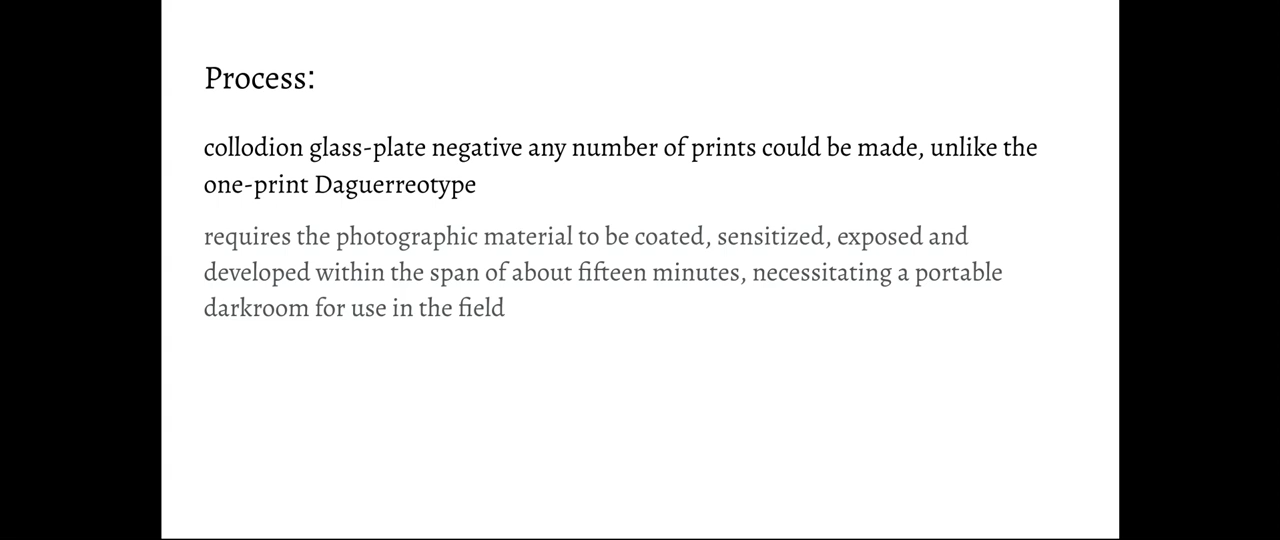 Process:
collodion glass-plate negative any number of prints could be made, unlike the
one-print Daguerreotype
requires the photographic material to be coated, sensitized, exposed and
developed within the span of about fifteen minutes, necessitating a portable
darkroom for use in the field